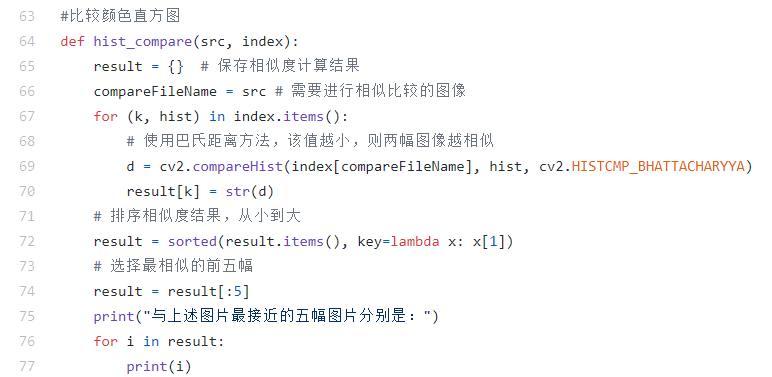 63 #比较颜色直方图
64 def hist_compare(src, index):
65     result = {}  # 保存相似度计算结果
66     compareFileName = src # 需要进行相似比较的图像
67     for (k, hist) in index.items():
68         # 使用巴氏距离方法，该值越小，则两幅图像越相似
69         d = cv2.compareHist(index[compareFileName], hist, cv2.HISTCMP_BHATTACHARYYA)
70         result[k] = str(d)
71     # 排序相似度结果，从小到大
72     result = sorted(result.items(), key=lambda x: x[1])
73     # 选择最相似的前五幅
74     result = result[:5]
75     print("与上述图片最接近的五幅图片分别是：")
76     for i in result:
77         print(i)